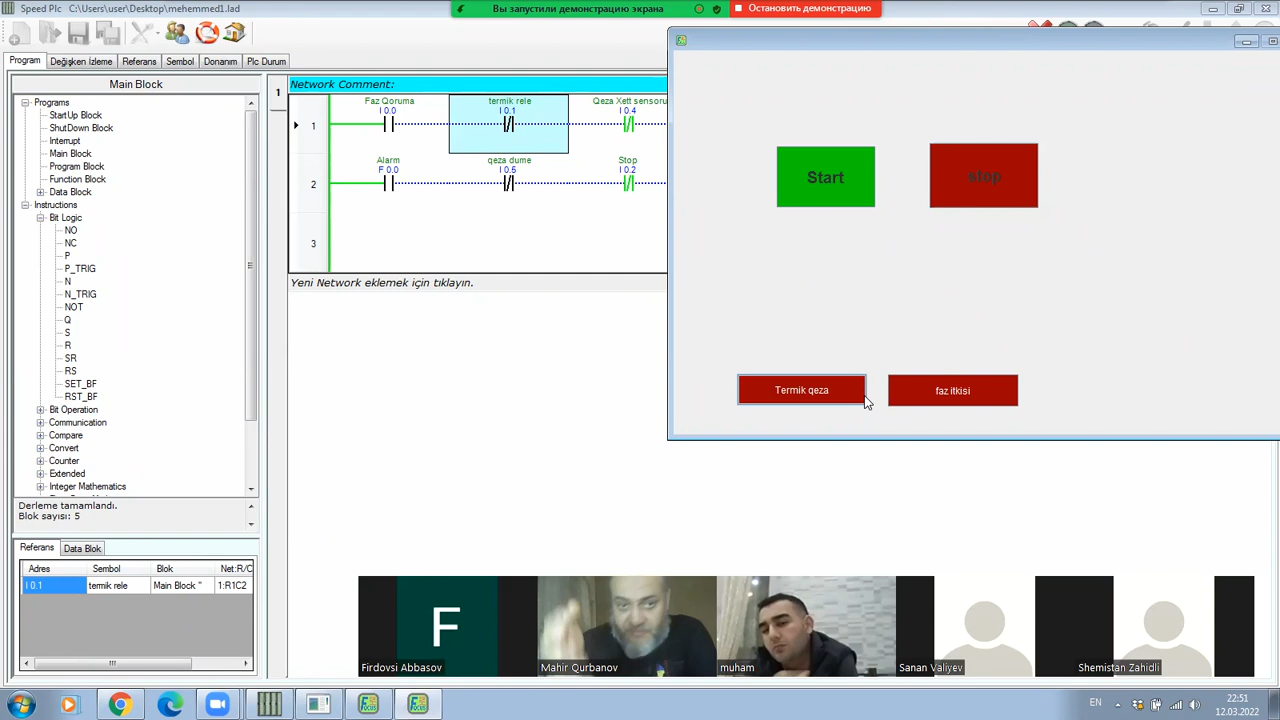 Speed Plc   C:\Users\user\Desktop\mehemmed1.lad
Вы запустили демонстрацию экрана
Остановить демонстрацию
Program
Değişken İzleme
Referans
Sembol
Donanım
Plc Durum
Main Block
Programs
StartUp Block
ShutDown Block
Interrupt
Main Block
Program Block
Function Block
Data Block
Instructions
Bit Logic
NO
NC
P
P_TRIG
N
N_TRIG
NOT
Q
S
R
SR
RS
SET_BF
RST_BF
Bit Operation
Communication
Compare
Convert
Counter
Extended
Integer Mathematics
Derleme tamamlandı.
Blok sayısı: 5
Referans
Data Blok
Adres Sembol Blok Net:R/C
I 0.1 termik rele Main Block " 1:R1C2
1
Network Comment:
Faz Qoruma termik rele Qeza Xett sensoru
I 0.0 I 0.1 I 0.4
1
Alarm qeza dume Stop
F 0.0 I 0.5 I 0.2
2
3
Yeni Network eklemek için tıklayın.
Start
stop
Termik qeza
faz itkisi
F
Firdovsi Abbasov
Mahir Qurbanov
muham
Sanan Valiyev
Shemistan Zahidli
FOCUS
FOCUS
EN
22:51
12.03.2022